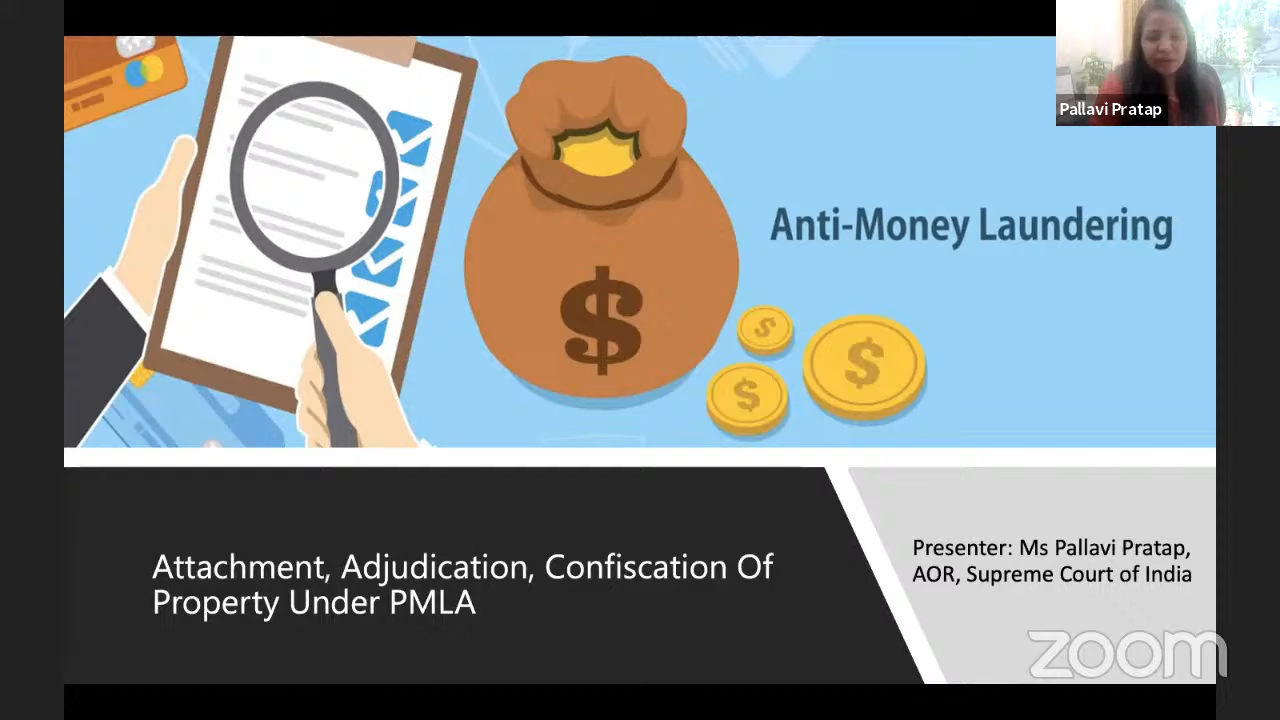 Pallavi Pratap
Anti-Money Laundering
$
$
$
$
Attachment, Adjudication, Confiscation Of
Property Under PMLA
Presenter: Ms Pallavi Pratap,
AOR, Supreme Court of India
zoom